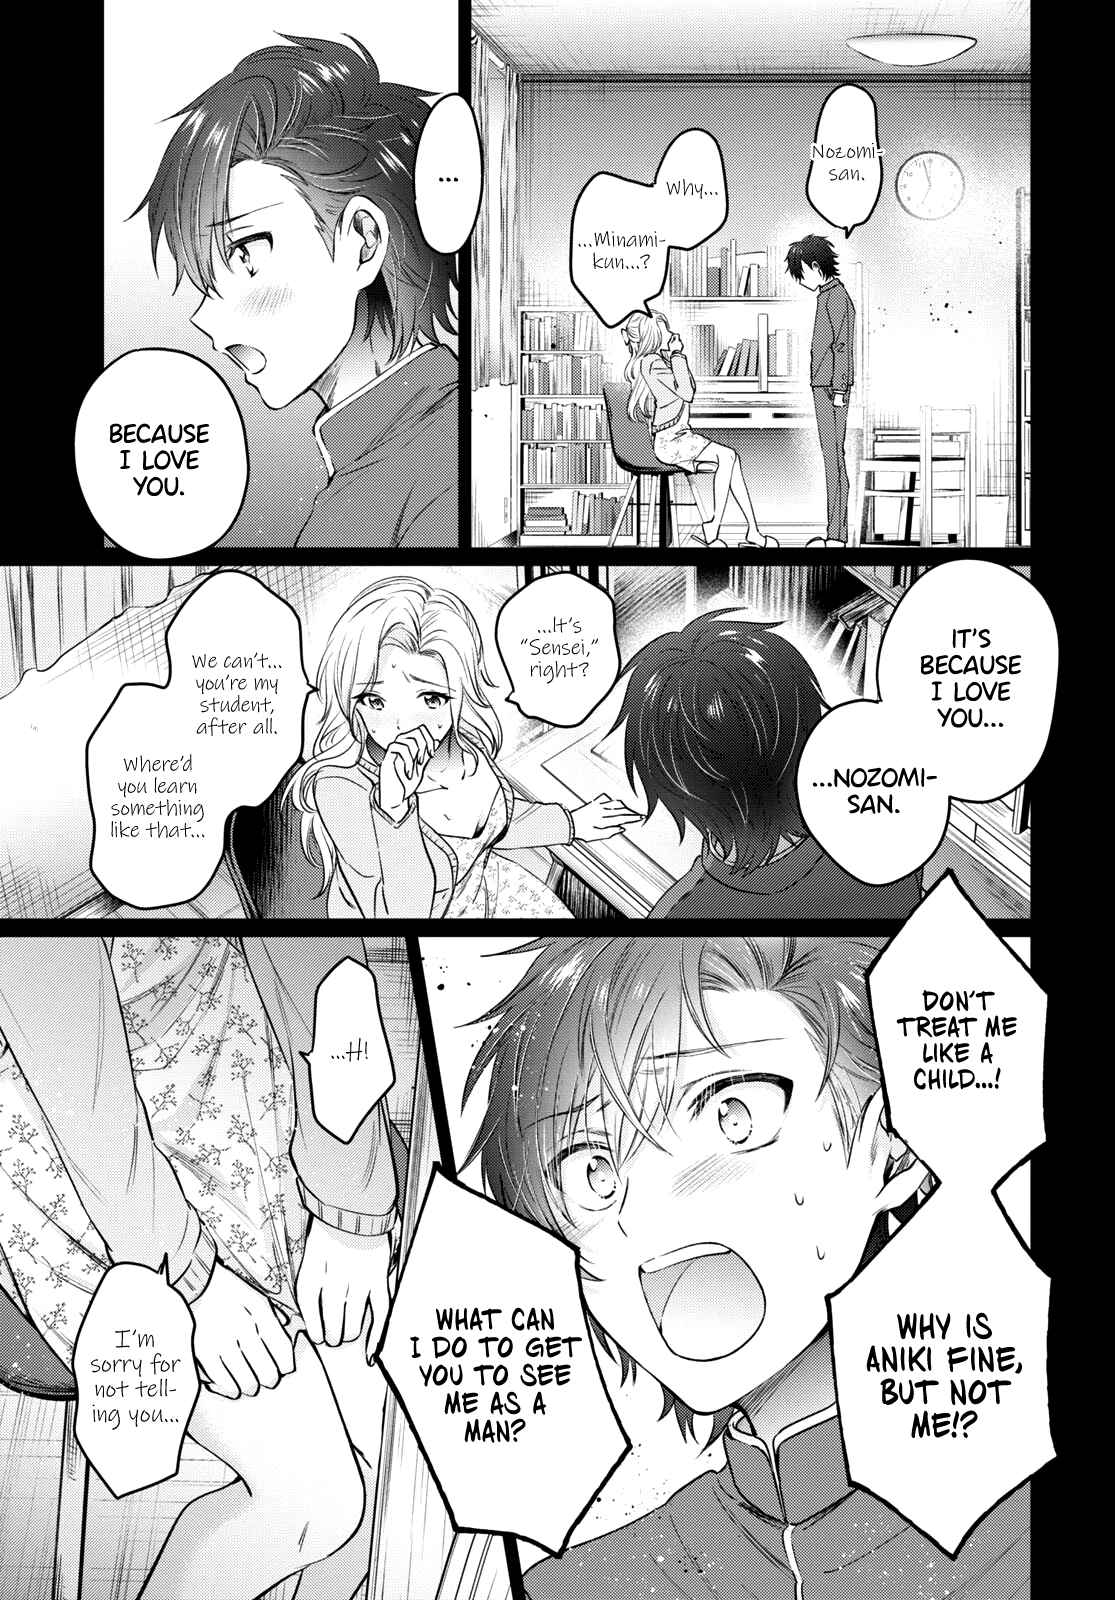 Nozomi-
san.
Why...
...Minami-
kun...?
...
BECAUSE
I LOVE
YOU.
IT'S
BECAUSE
I LOVE
YOU...
...NOZOMI-
SAN.
...It's
"Sensei,"
right?
We can't...
you're my
student,
after all.
Where'd
you learn
something
like that...
DON'T
TREAT ME
LIKE A
CHILD...!
WHY IS
ANIKI FINE,
BUT NOT
ME!?
WHAT CAN
I DO TO GET
YOU TO SEE
ME AS A
MAN?
...H!
I'm
sorry for
not tell-
ing you...